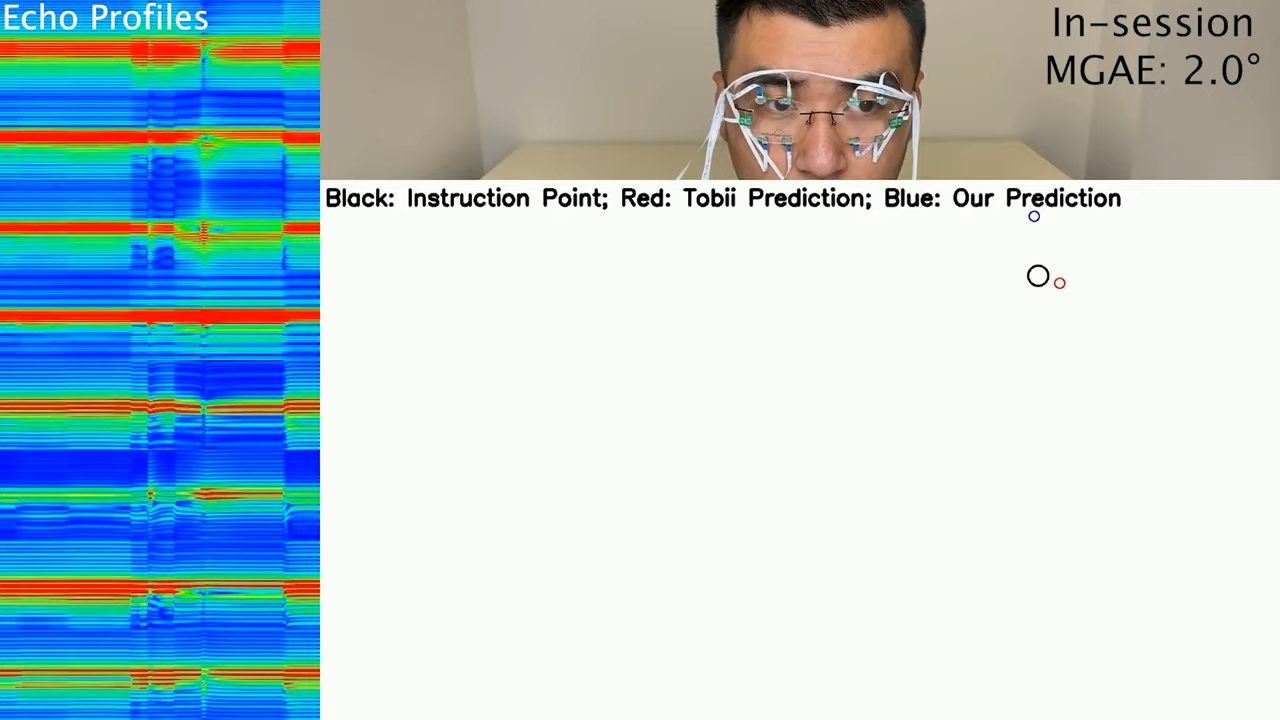 Echo Profiles
In-session
MGAE: 2.0°
Black: Instruction Point; Red: Tobii Prediction; Blue: Our Prediction